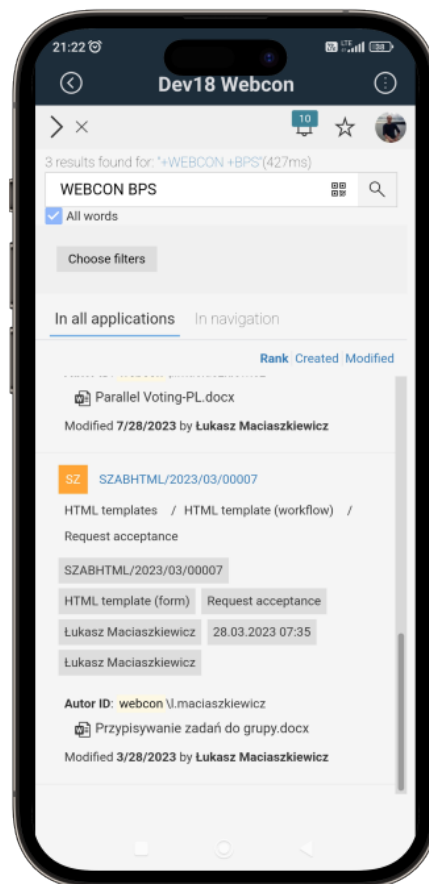 21:22
38
Dev18 Webcon
10
3 results found for: "+WEBCON +BPS"(427ms)
WEBCON BPS
All words
Choose filters
In all applications In navigation
Rank Created Modified
Parallel Voting-PL.docx
Modified 7/28/2023 by Łukasz Maciaszkiewicz
SZ SZABHTML/2023/03/00007
HTML templates / HTML template (workflow) /
Request acceptance
SZABHTML/2023/03/00007
HTML template (form) Request acceptance
Łukasz Maciaszkiewicz 28.03.2023 07:35
Łukasz Maciaszkiewicz
Autor ID: webcon \l.maciaszkiewicz
Przypisywanie zadań do grupy.docx
Modified 3/28/2023 by Łukasz Maciaszkiewicz